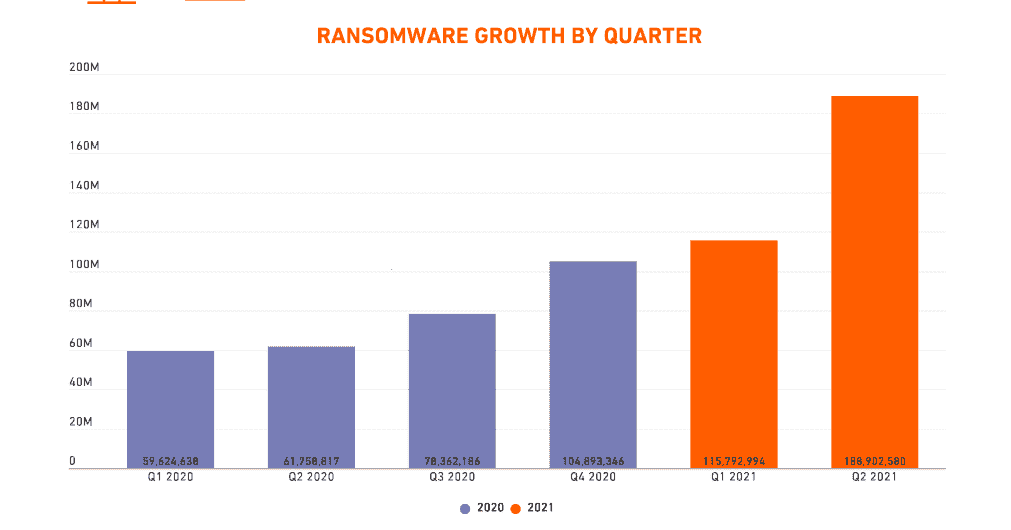 RANSOMWARE GROWTH BY QUARTER
200M
180M
160M
140M
120M
100M
80M
60M
40M
20M
0
59,624,638 61,758,817 78,362,186 104,893,346 115,792,994 188,902,580
Q1 2020 Q2 2020 Q3 2020 Q4 2020 Q1 2021 Q2 2021
2020 2021